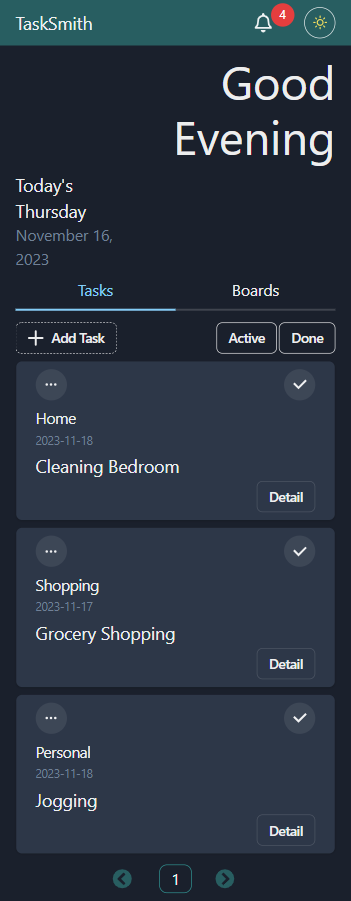 TaskSmith
4
Good
Evening
Today's
Thursday
November 16,
2023
Tasks
Boards
Add Task
Active
Done
Home
2023-11-18
Cleaning Bedroom
Detail
Shopping
2023-11-17
Grocery Shopping
Detail
Personal
2023-11-18
Jogging
Detail
1